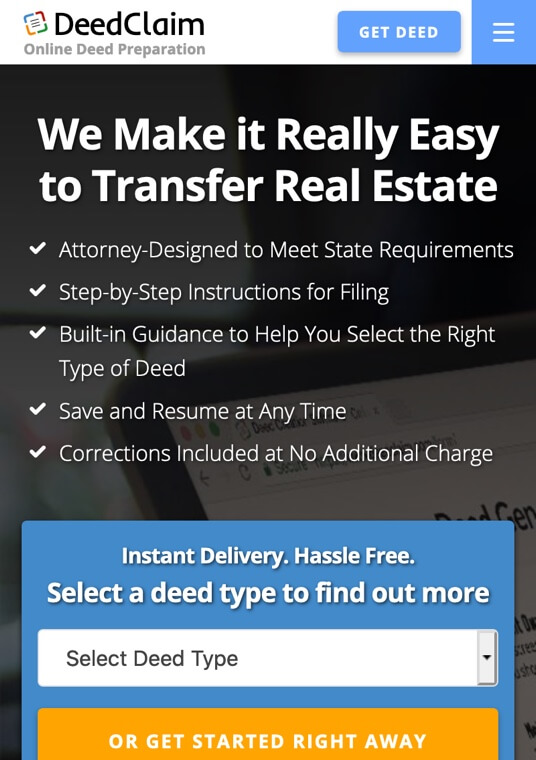 DeedClaim
Online Deed Preparation
GET DEED
We Make it Really Easy
to Transfer Real Estate
Attorney-Designed to Meet State Requirements
Step-by-Step Instructions for Filing
Built-in Guidance to Help You Select the Right
Type of Deed
Save and Resume at Any Time
Corrections Included at No Additional Charge
Instant Delivery. Hassle Free.
Select a deed type to find out more
Select Deed Type
OR GET STARTED RIGHT AWAY